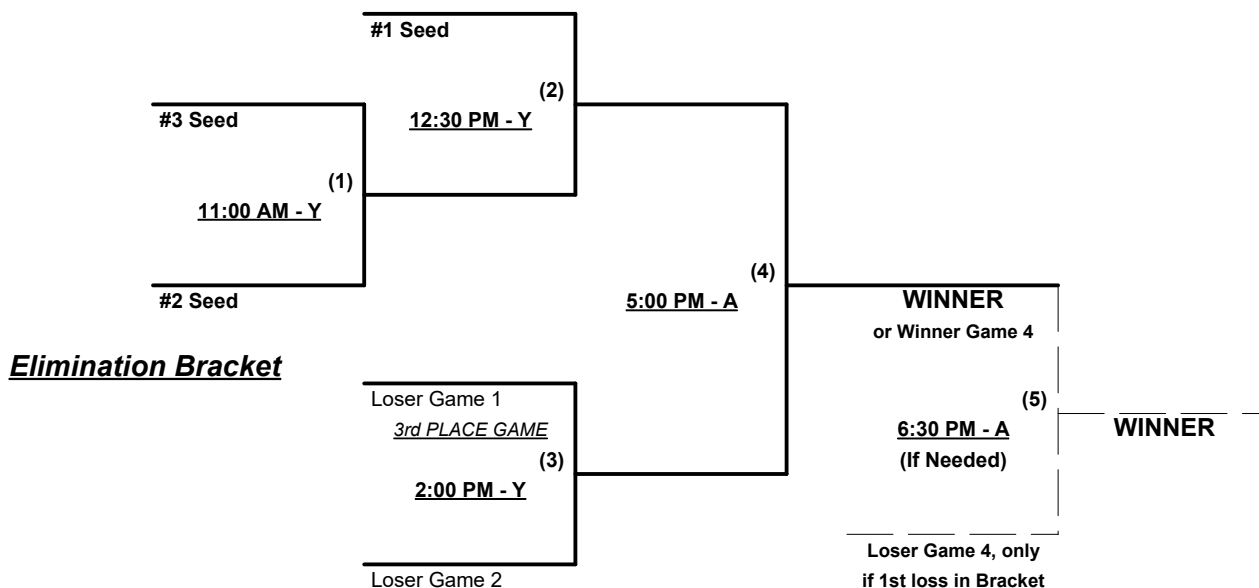 #1 Seed
(2)
#3 Seed
12:30 PM - Y
(1)
11:00 AM - Y
(4)
#2 Seed
5:00 PM - A
WINNER
or Winner Game 4
Elimination Bracket
Loser Game 1
(5)
3rd PLACE GAME
6:30 PM - A
WINNER
(3)
(If Needed)
2:00 PM - Y
Loser Game 4, only
Loser Game 2
if 1st loss in Bracket